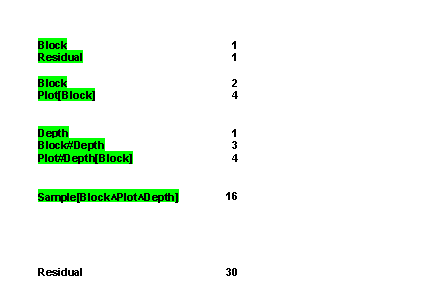 Block 1
Residual 1
Block 2
Plot[Block] 4
Depth 1
Block#Depth 3
Plot#Depth[Block] 4
Sample[Block^Plot^Depth] 16
Residual 30